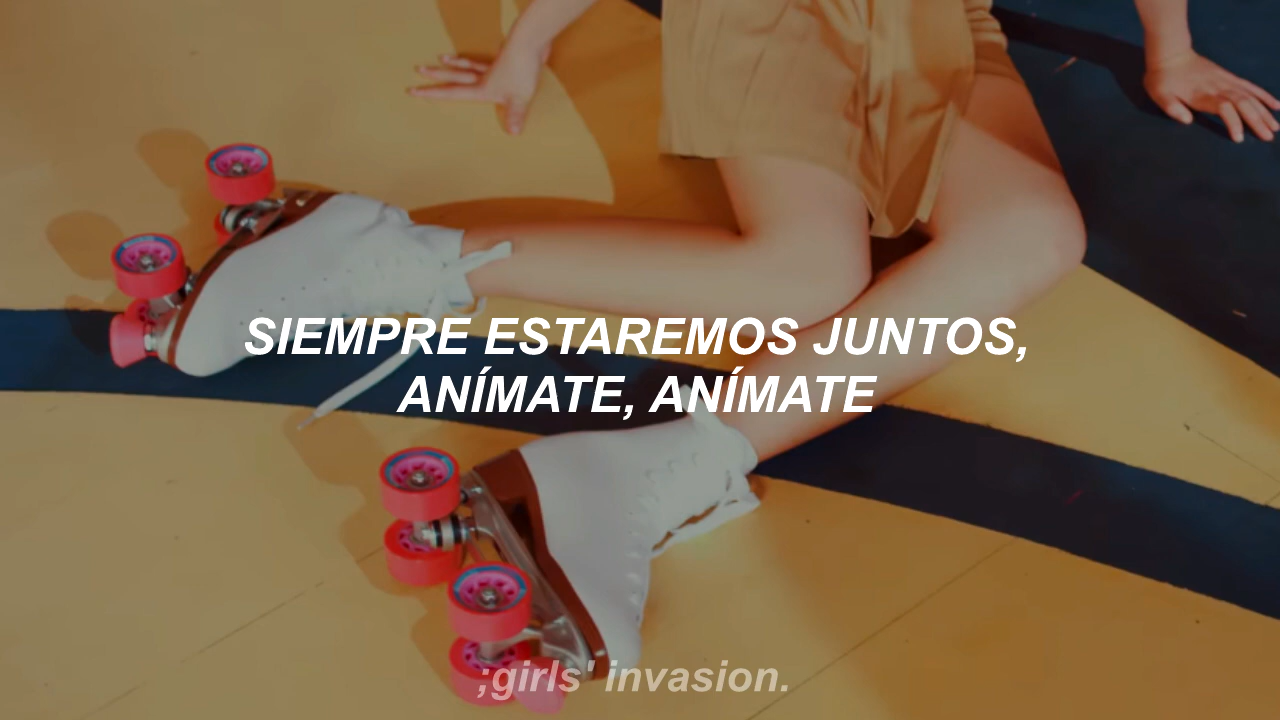 SIEMPRE ESTAREMOS JUNTOS,
ANÍMATE, ANÍMATE
;girls' invasion.